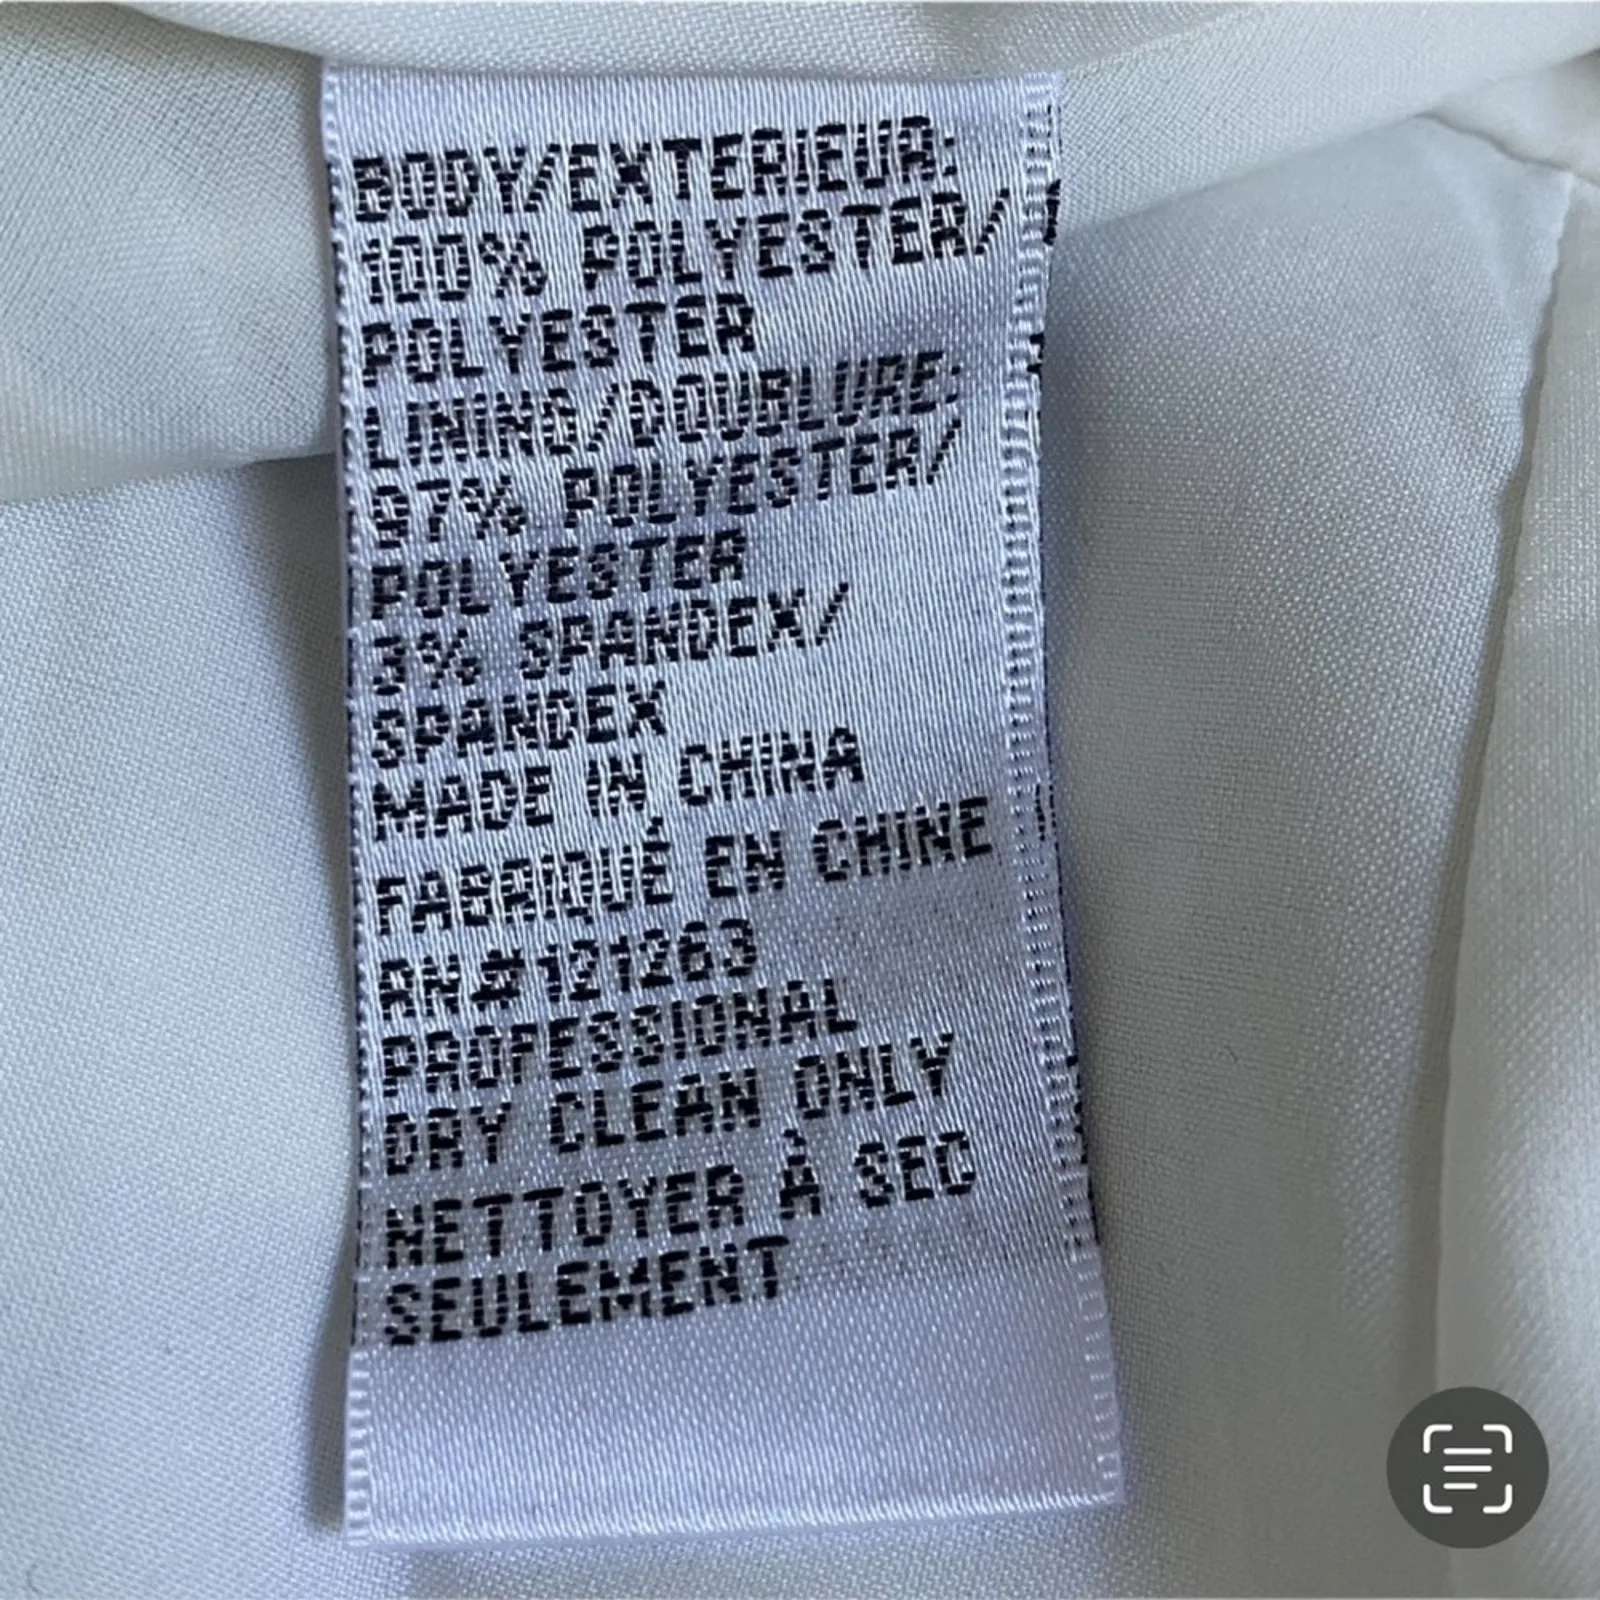 BODY/EXTERIEUR:
100% POLYESTER/
POLYESTER
LINING/DOUBLURE:
97% POLYESTER/
POLYESTER
3% SPANDEX/
SPANDEX
MADE IN CHINA
FABRIQUÉ EN CHINE
RN#121263
PROFESSIONAL
DRY CLEAN ONLY
NETTOYER À SEC
SEULEMENT